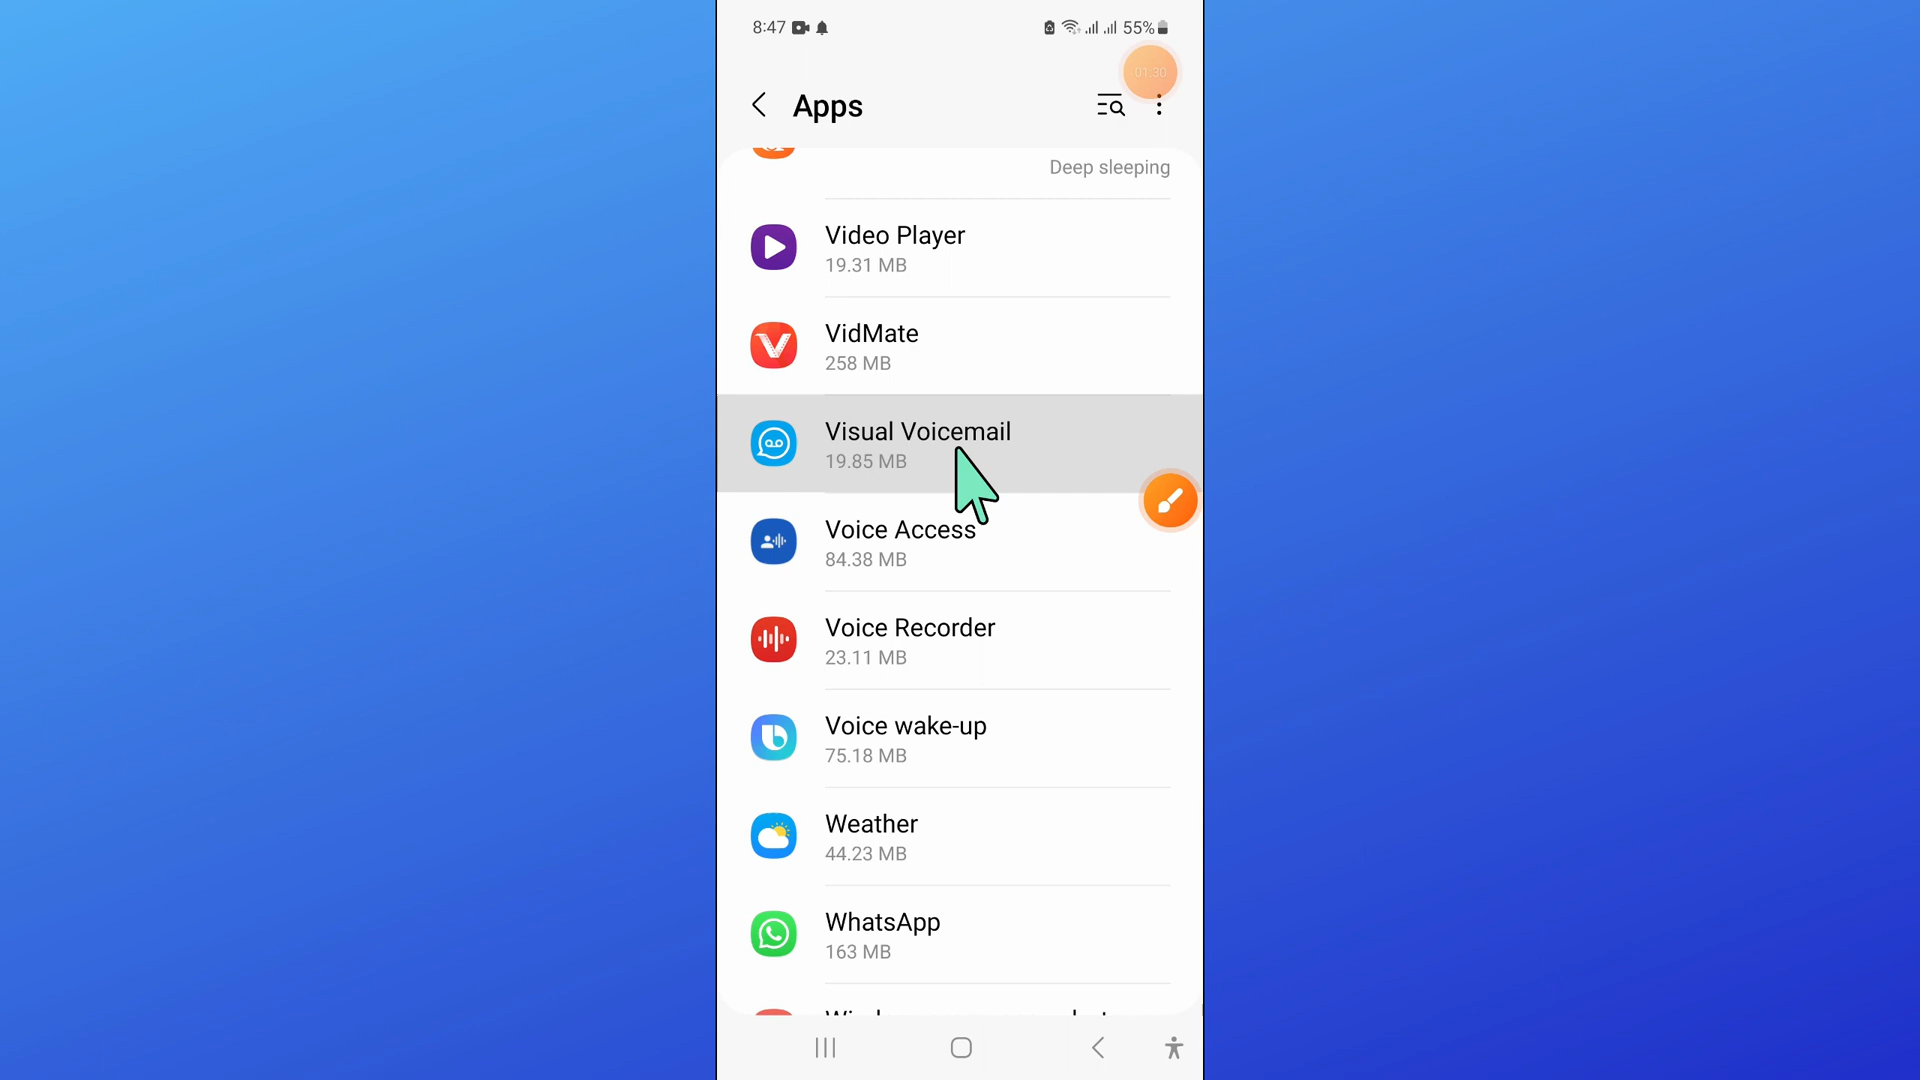 8:47 55%
01:30
Apps
Deep sleeping
Video Player
19.31 MB
VidMate
258 MB
Visual Voicemail
19.85 MB
Voice Access
84.38 MB
Voice Recorder
23.11 MB
Voice wake-up
75.18 MB
Weather
44.23 MB
WhatsApp
163 MB